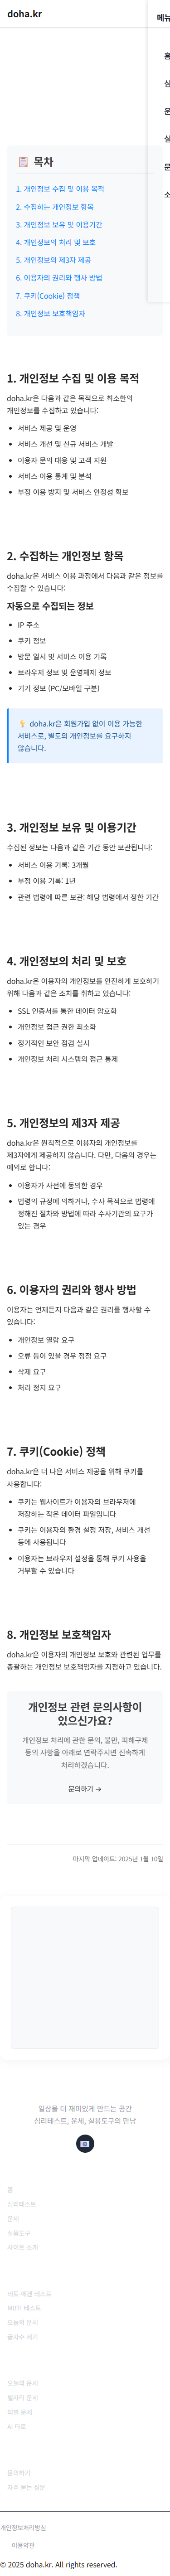 doha.kr
메뉴
홈
심
운
실
문
소
목차
1. 개인정보 수집 및 이용 목적
2. 수집하는 개인정보 항목
3. 개인정보 보유 및 이용기간
4. 개인정보의 처리 및 보호
5. 개인정보의 제3자 제공
6. 이용자의 권리와 행사 방법
7. 쿠키(Cookie) 정책
8. 개인정보 보호책임자
1. 개인정보 수집 및 이용 목적
doha.kr은 다음과 같은 목적으로 최소한의
개인정보를 수집하고 있습니다:
서비스 제공 및 운영
서비스 개선 및 신규 서비스 개발
이용자 문의 대응 및 고객 지원
서비스 이용 통계 및 분석
부정 이용 방지 및 서비스 안정성 확보
2. 수집하는 개인정보 항목
doha.kr은 서비스 이용 과정에서 다음과 같은 정보를
수집할 수 있습니다:
자동으로 수집되는 정보
IP 주소
쿠키 정보
방문 일시 및 서비스 이용 기록
브라우저 정보 및 운영체제 정보
기기 정보 (PC/모바일 구분)
doha.kr은 회원가입 없이 이용 가능한
서비스로, 별도의 개인정보를 요구하지
않습니다.
3. 개인정보 보유 및 이용기간
수집된 정보는 다음과 같은 기간 동안 보관됩니다:
서비스 이용 기록: 3개월
부정 이용 기록: 1년
관련 법령에 따른 보관: 해당 법령에서 정한 기간
4. 개인정보의 처리 및 보호
doha.kr은 이용자의 개인정보를 안전하게 보호하기
위해 다음과 같은 조치를 취하고 있습니다:
SSL 인증서를 통한 데이터 암호화
개인정보 접근 권한 최소화
정기적인 보안 점검 실시
개인정보 처리 시스템의 접근 통제
5. 개인정보의 제3자 제공
doha.kr은 원칙적으로 이용자의 개인정보를
제3자에게 제공하지 않습니다. 다만, 다음의 경우는
예외로 합니다:
이용자가 사전에 동의한 경우
법령의 규정에 의하거나, 수사 목적으로 법령에
정해진 절차와 방법에 따라 수사기관의 요구가
있는 경우
6. 이용자의 권리와 행사 방법
이용자는 언제든지 다음과 같은 권리를 행사할 수
있습니다:
개인정보 열람 요구
오류 등이 있을 경우 정정 요구
삭제 요구
처리 정지 요구
7. 쿠키(Cookie) 정책
doha.kr은 더 나은 서비스 제공을 위해 쿠키를
사용합니다:
쿠키는 웹사이트가 이용자의 브라우저에
저장하는 작은 데이터 파일입니다
쿠키는 이용자의 환경 설정 저장, 서비스 개선
등에 사용됩니다
이용자는 브라우저 설정을 통해 쿠키 사용을
거부할 수 있습니다
8. 개인정보 보호책임자
doha.kr은 이용자의 개인정보 보호와 관련된 업무를
총괄하는 개인정보 보호책임자를 지정하고 있습니다.
개인정보 관련 문의사항이
있으신가요?
개인정보 처리에 관한 문의, 불만, 피해구제
등의 사항을 아래로 연락주시면 신속하게
처리하겠습니다.
문의하기 →
마지막 업데이트: 2025년 1월 10일
일상을 더 재미있게 만드는 공간
심리테스트, 운세, 실용도구의 만남
홈
심리테스트
운세
실용도구
사이트 소개
테토-에겐 테스트
MBTI 테스트
오늘의 운세
글자수 세기
오늘의 운세
별자리 운세
띠별 운세
AI 타로
문의하기
자주 묻는 질문
개인정보처리방침
이용약관
© 2025 doha.kr. All rights reserved.